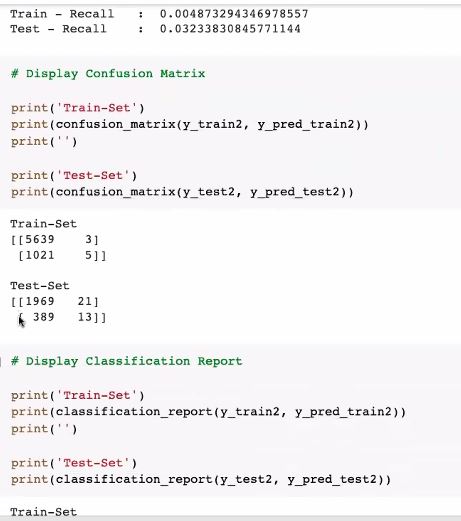 Train - Recall  :  0.004873294346978557
Test - Recall   :  0.03233830845771144
# Display Confusion Matrix
print('Train-Set')
print(confusion_matrix(y_train2, y_pred_train2))
print('')
print('Test-Set')
print(confusion_matrix(y_test2, y_pred_test2))
Train-Set
[[5639    3]
 [1021    5]]
Test-Set
[[1969   21]
 [ 389   13]]
# Display Classification Report
print('Train-Set')
print(classification_report(y_train2, y_pred_train2))
print('')
print('Test-Set')
print(classification_report(y_test2, y_pred_test2))
Train-Set